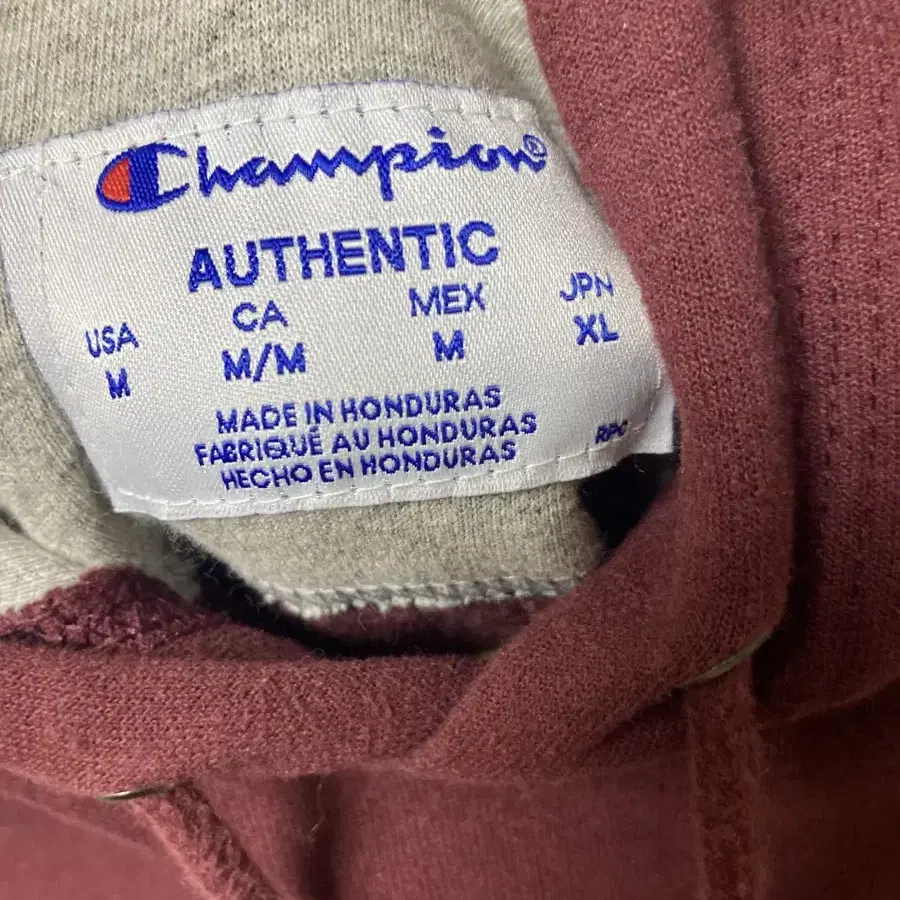 Champion®
AUTHENTIC
USA CA MEX JPN
M M/M M XL
MADE IN HONDURAS
FABRIQUÉ AU HONDURAS
HECHO EN HONDURAS
RPC